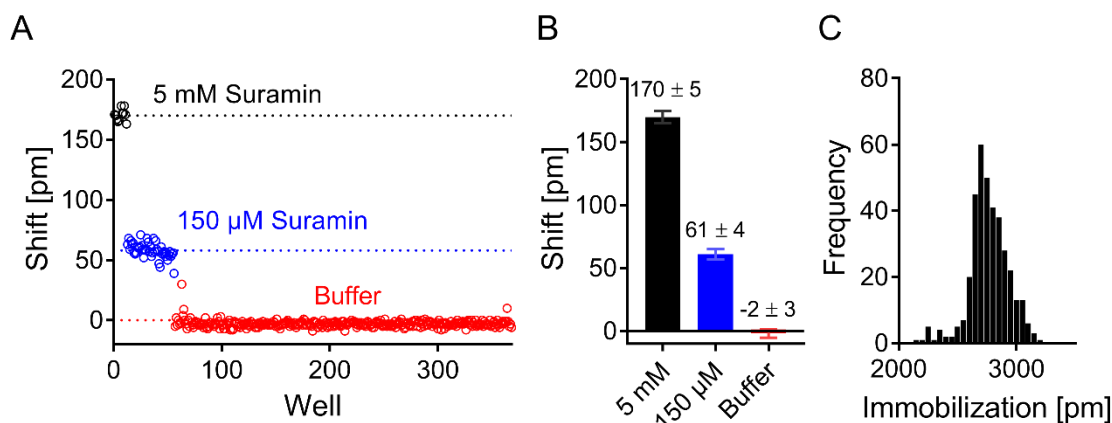 A
Shift [pm]
200
150
100
50
0
0
100
200
300
Well
5 mM Suramin
150 µM Suramin
Buffer
B
Shift [pm]
200
150
100
50
0
170 ± 5
61 ± 4
-2 ± 3
5 mM
150 µM
Buffer
C
Frequency
80
60
40
20
0
2000
3000
Immobilization [pm]